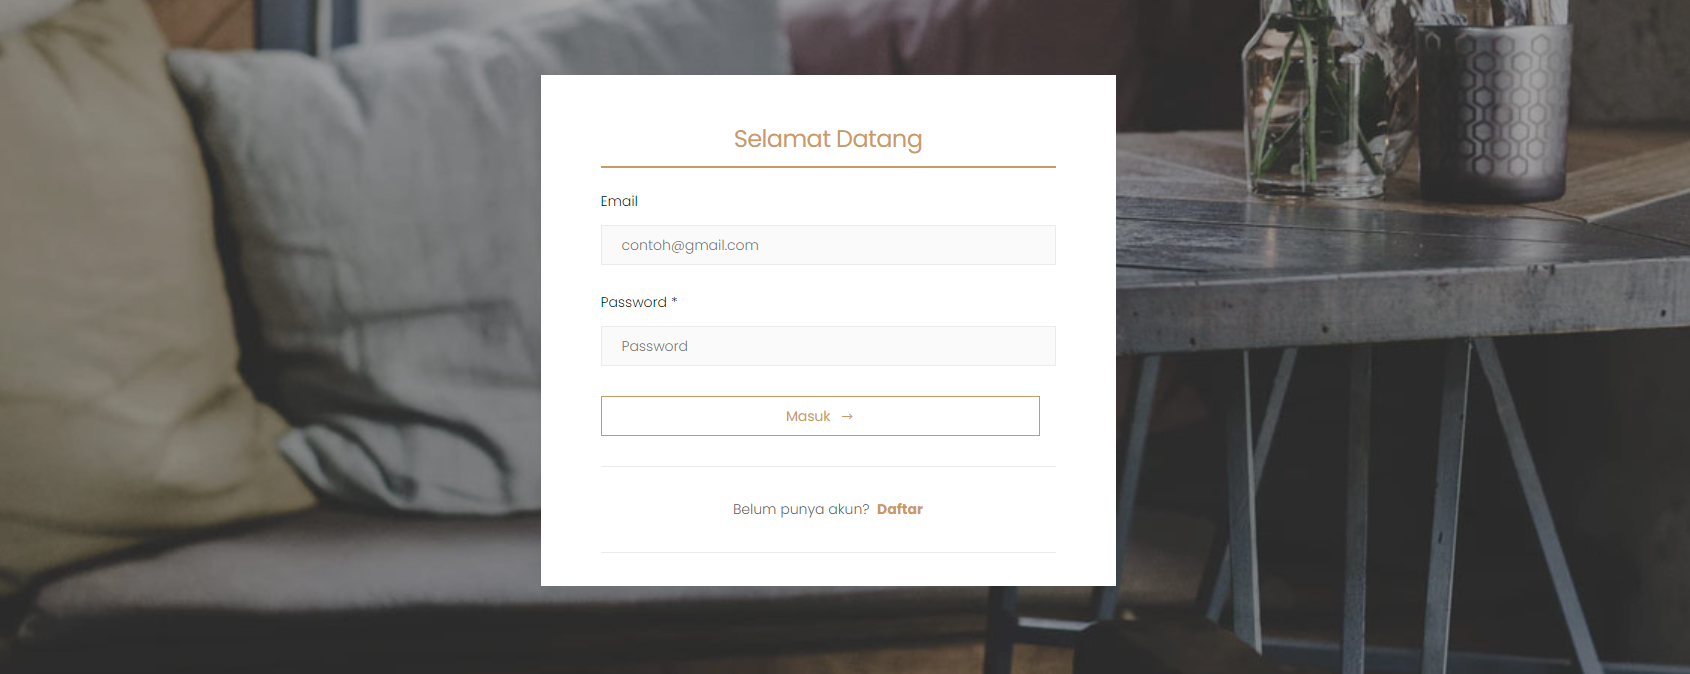 Selamat Datang
Email
contoh@gmail.com
Password *
Password
Masuk →
Belum punya akun? Daftar